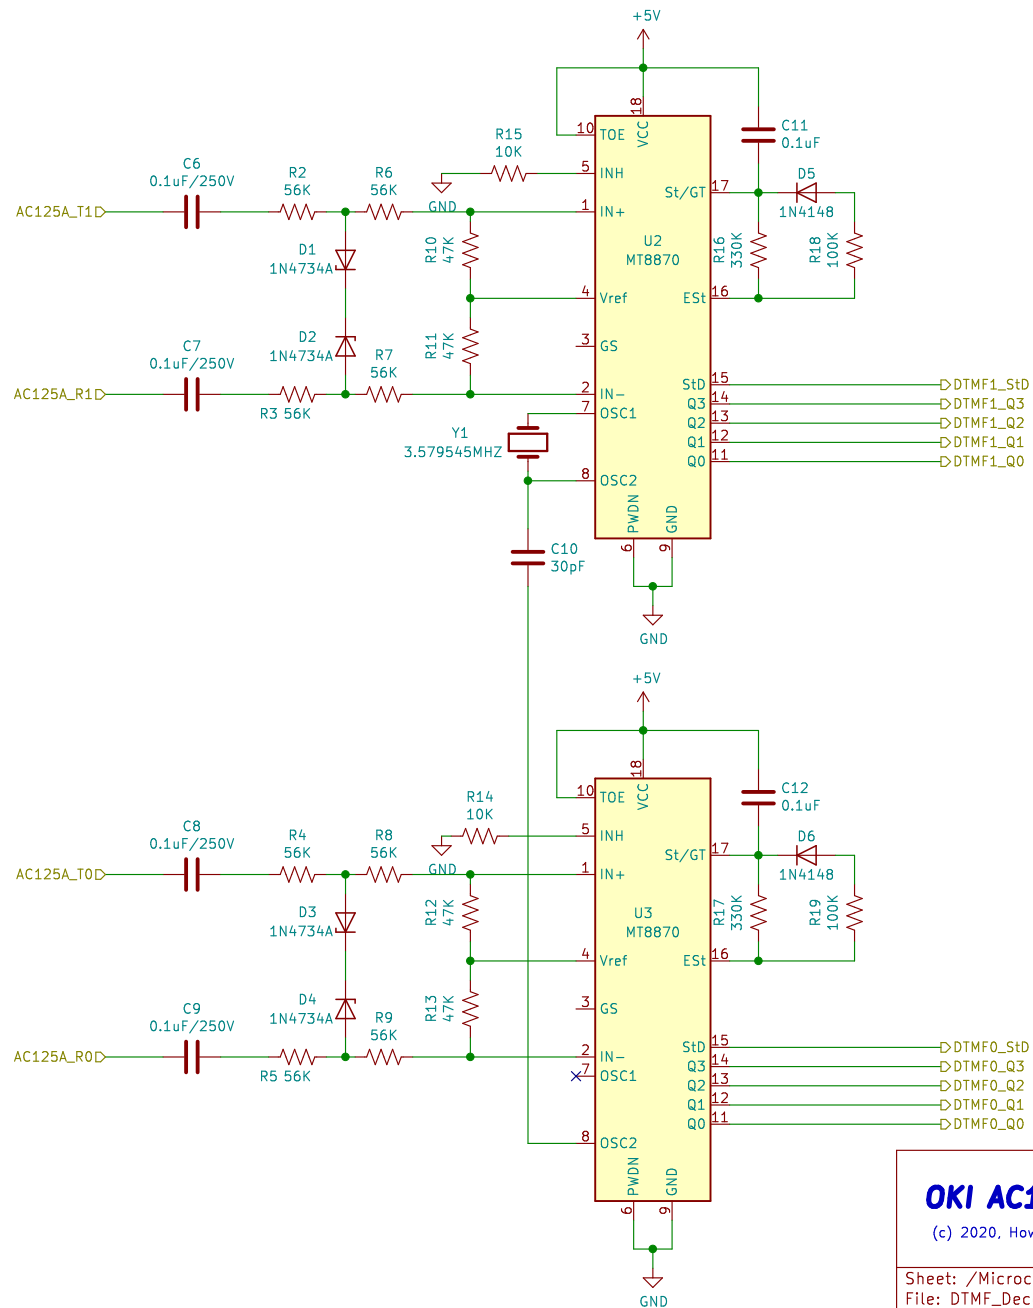 +5V
18
VCC
10
TOE
C11
0.1uF
R15
10K
5
INH
C6
0.1uF/250V
R2
56K
R6
56K
GND
17
St/GT
D5
1N4148
AC125A_T1
1
IN+
D1
1N4734A
R10
47K
U2
MT8870
R16
330K
R18
100K
4
Vref
ESt
16
D2
1N4734A
R11
47K
3
GS
C7
0.1uF/250V
R7
56K
AC125A_R1
R3 56K
2
IN-
StD
15
DTMF1_StD
7
OSC1
Q3
14
DTMF1_Q3
Y1
3.579545MHZ
Q2
13
DTMF1_Q2
Q1
12
DTMF1_Q1
Q0
11
DTMF1_Q0
8
OSC2
PWDN
GND
6
9
C10
30pF
GND
+5V
18
VCC
10
TOE
C12
0.1uF
R14
10K
5
INH
C8
0.1uF/250V
R4
56K
R8
56K
GND
17
St/GT
D6
1N4148
AC125A_T0
1
IN+
D3
1N4734A
R12
47K
U3
MT8870
R17
330K
R19
100K
4
Vref
ESt
16
D4
1N4734A
R13
47K
3
GS
C9
0.1uF/250V
R9
56K
AC125A_R0
R5 56K
2
IN-
StD
15
DTMF0_StD
7
OSC1
Q3
14
DTMF0_Q3
Q2
13
DTMF0_Q2
Q1
12
DTMF0_Q1
Q0
11
DTMF0_Q0
8
OSC2
PWDN
GND
6
9
GND
OKI AC1
(c) 2020, How
Sheet: /Microc
File: DTMF_Dec